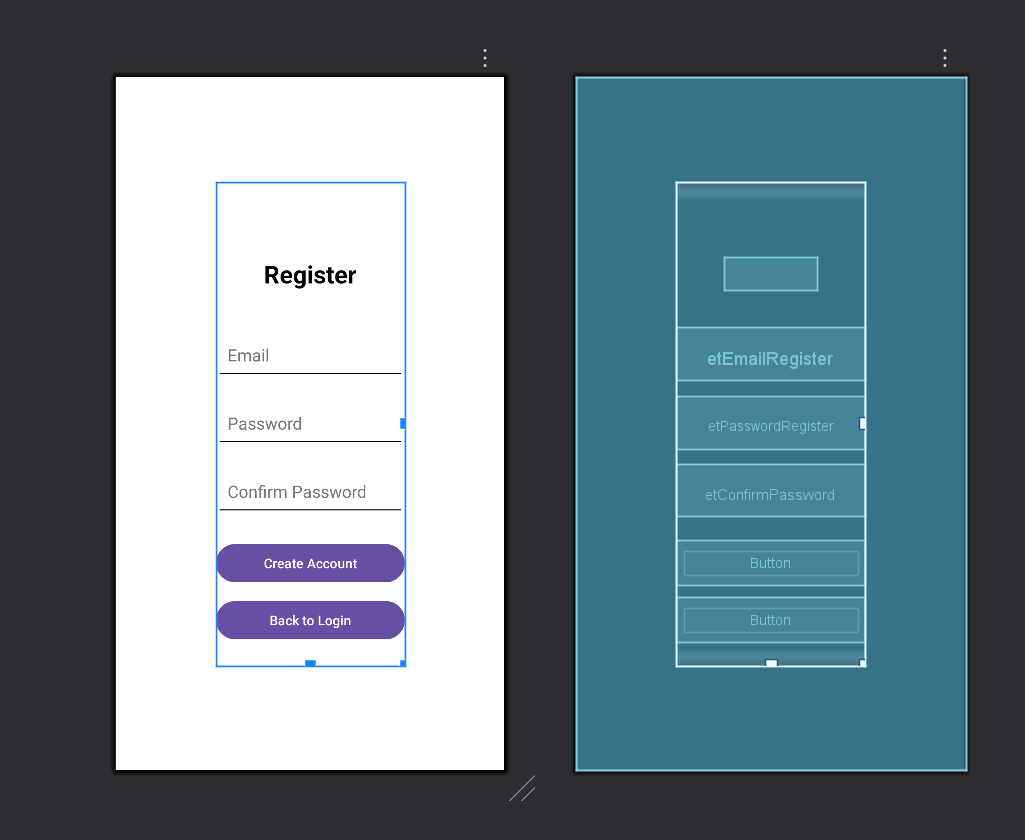 Register
Email
Password
Confirm Password
Create Account
Back to Login
etEmailRegister
etPasswordRegister
etConfirmPassword
Button
Button